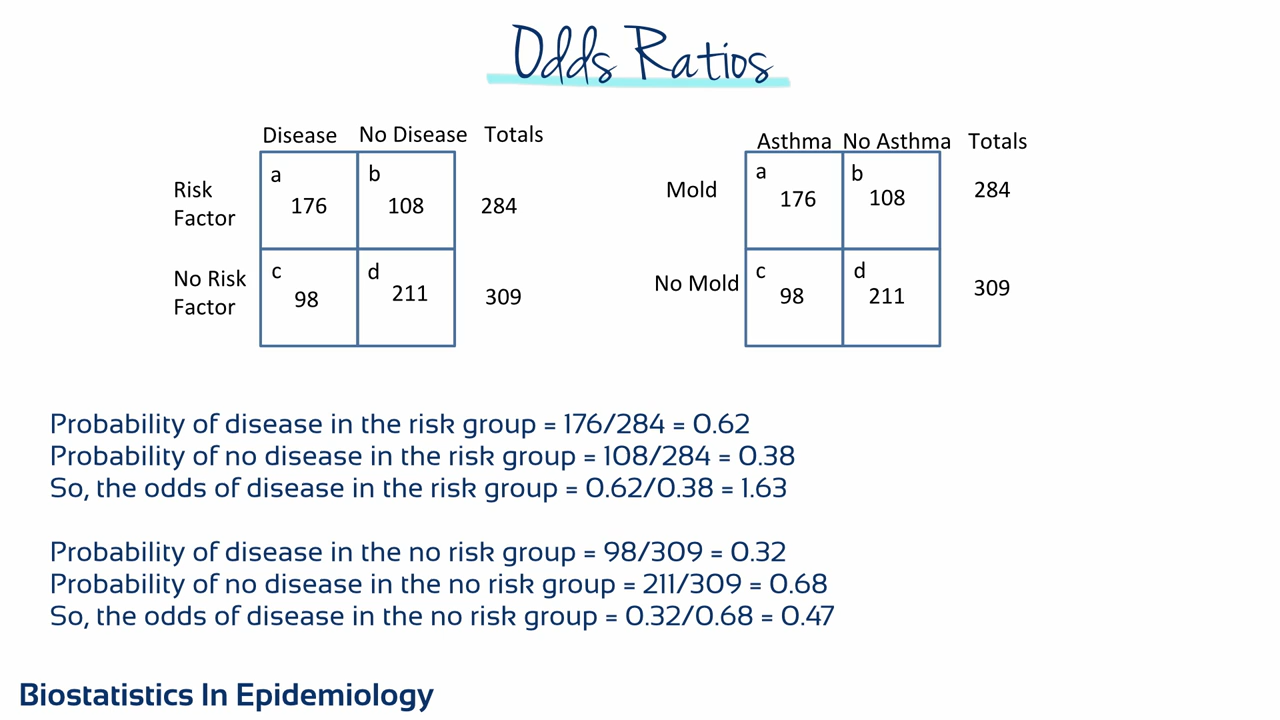 Odds Ratios
Disease No Disease Totals
Risk Factor a 176 b 108 284
No Risk Factor c 98 d 211 309
Asthma No Asthma Totals
Mold a 176 b 108 284
No Mold c 98 d 211 309
Probability of disease in the risk group = 176/284 = 0.62
Probability of no disease in the risk group = 108/284 = 0.38
So, the odds of disease in the risk group = 0.62/0.38 = 1.63
Probability of disease in the no risk group = 98/309 = 0.32
Probability of no disease in the no risk group = 211/309 = 0.68
So, the odds of disease in the no risk group = 0.32/0.68 = 0.47
Biostatistics In Epidemiology